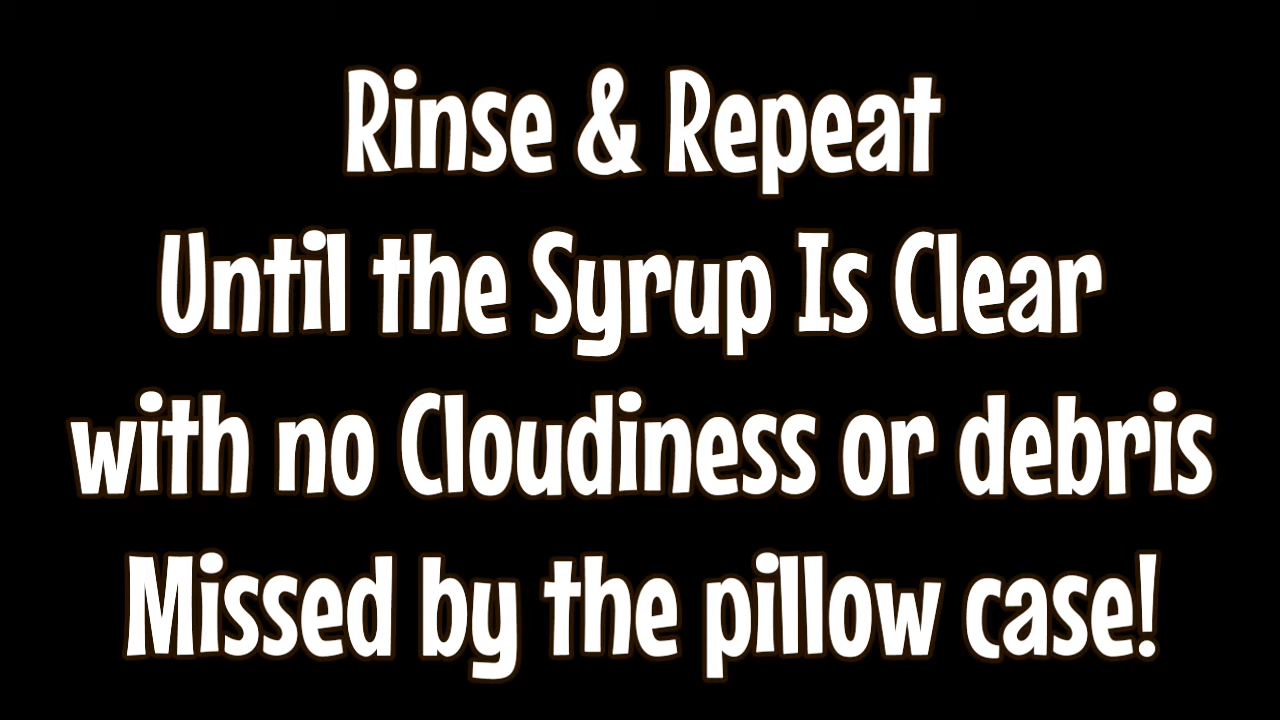 Rinse & Repeat
Until the Syrup Is Clear
with no Cloudiness or debris
Missed by the pillow case!